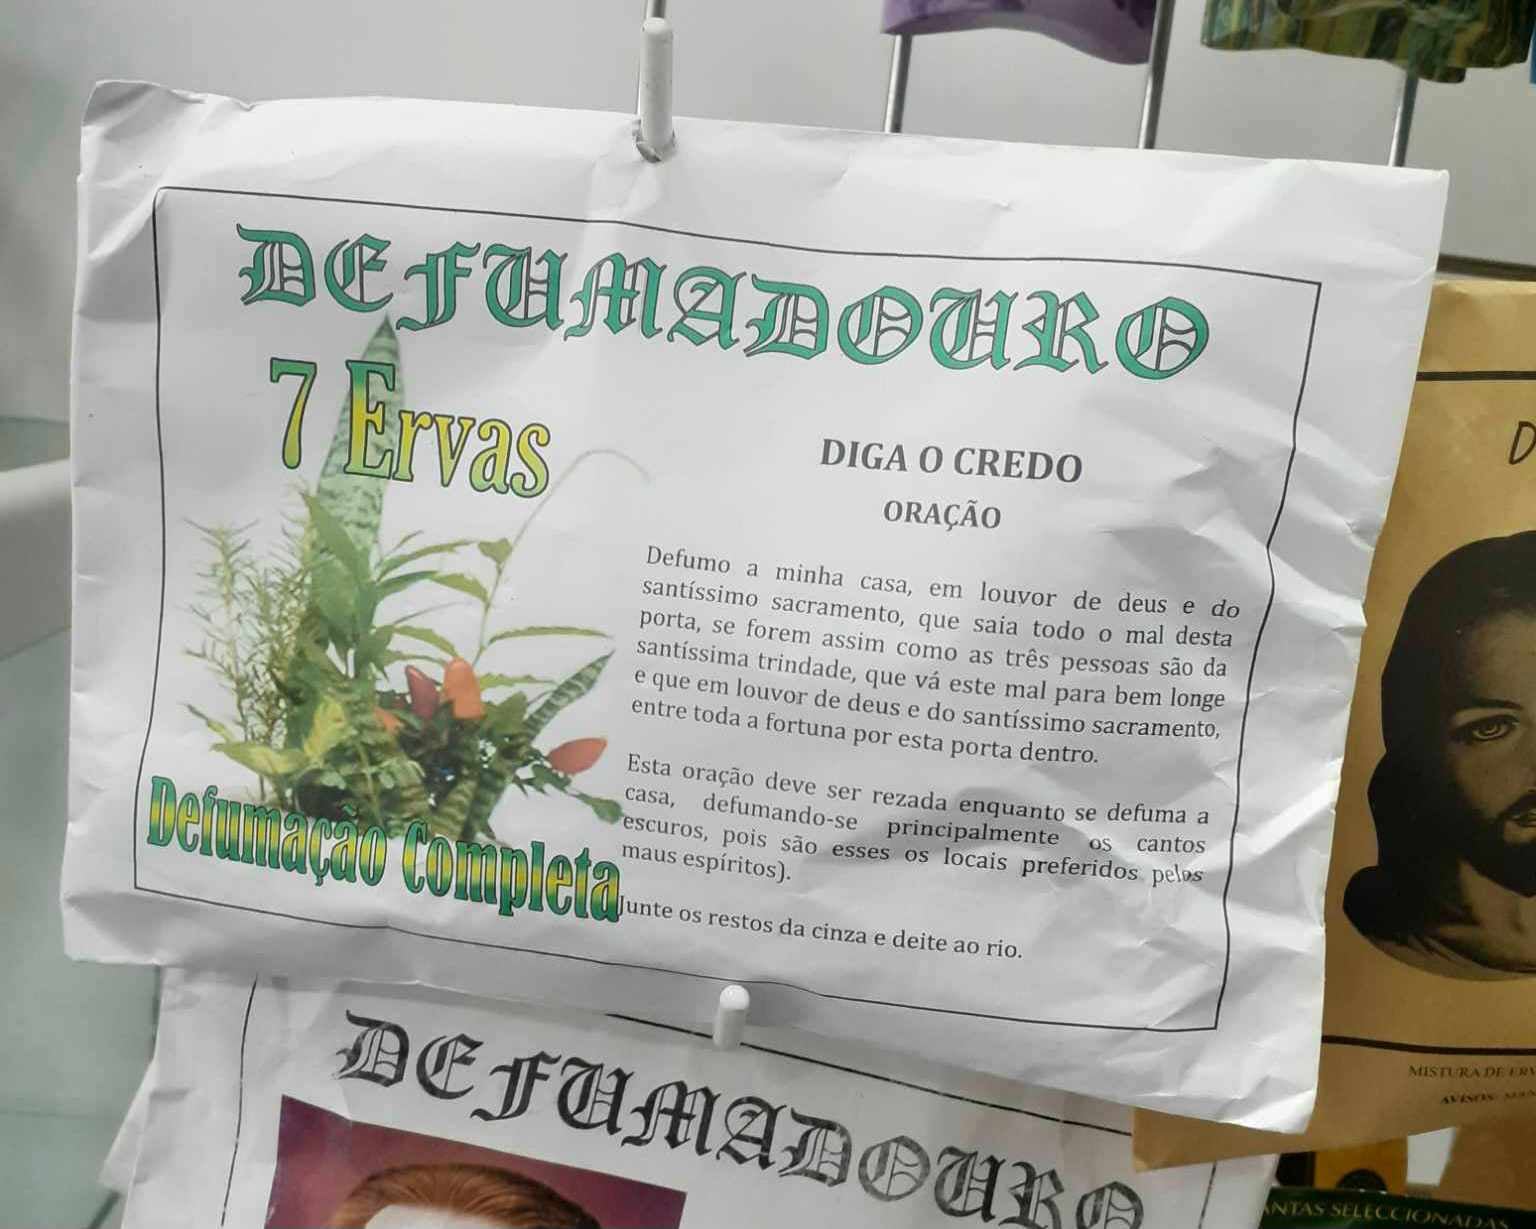 DEFUMADOURO
7 Ervas
DIGA O CREDO
ORAÇÃO
Defumo a minha casa, em louvor de deus e do
santíssimo sacramento, que saia todo o mal desta
porta, se forem assim como as três pessoas são da
santíssima trindade, que vá este mal para bem longe
e que em louvor de deus e do santíssimo sacramento,
entre toda a fortuna por esta porta dentro.
Esta oração deve ser rezada enquanto se defuma a
casa, defumando-se principalmente os cantos
escuros, pois são esses os locais preferidos pelos
maus espíritos).
Junte os restos da cinza e deite ao rio.
Defumação Completa
DEFUMADOURO
D
MISTURA DE ERV
AVISOS:
ANTAS SELECCIONADAS